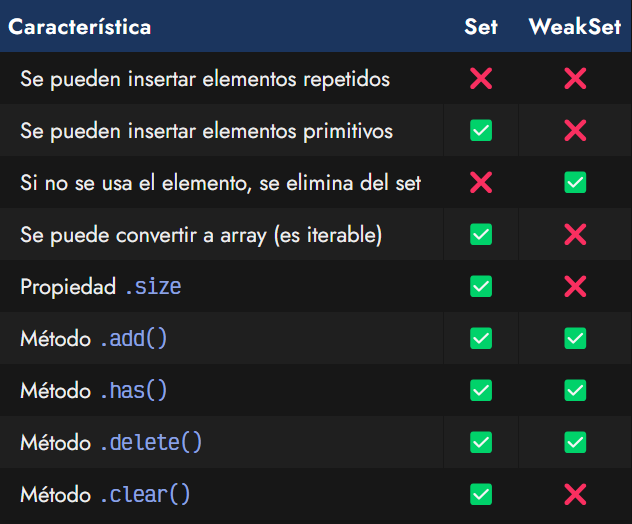 Característica Set WeakSet
Se pueden insertar elementos repetidos ❌ ❌
Se pueden insertar elementos primitivos ✅ ❌
Si no se usa el elemento, se elimina del set ❌ ✅
Se puede convertir a array (es iterable) ✅ ❌
Propiedad .size ✅ ❌
Método .add() ✅ ✅
Método .has() ✅ ✅
Método .delete() ✅ ✅
Método .clear() ✅ ❌